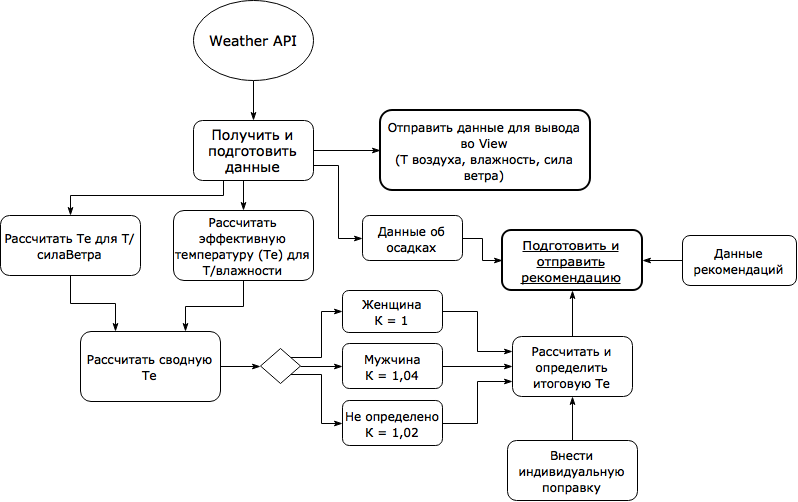 Weather API
Получить и
подготовить
данные
Отправить данные для вывода
во View
(Т воздуха, влажность, сила
ветра)
Рассчитать Те для Т/
силаВетра
Рассчитать
эффективную
температуру (Те) для
Т/влажности
Данные об
осадках
Подготовить и
отправить
рекомендацию
Данные
рекомендаций
Рассчитать сводную
Те
Женщина
К = 1
Мужчина
К = 1,04
Не определено
К = 1,02
Рассчитать и
определить
итоговую Те
Внести
индивидуальную
поправку